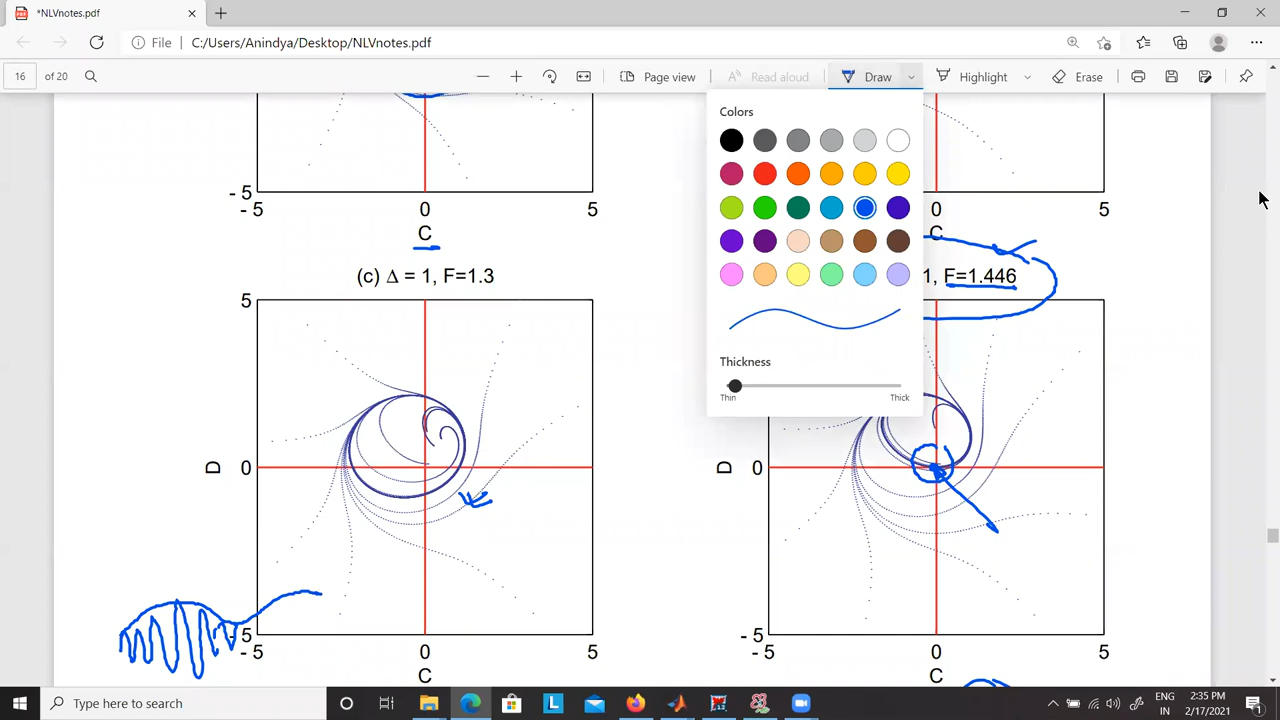 *NLVnotes.pdf
File C:/Users/Anindya/Desktop/NLVnotes.pdf
16 of 20 Page view Read aloud Draw Highlight Erase
Colors
Thickness
Thin Thick
- 5
- 5 0 5
C
(c) Δ = 1, F=1.3
5
D 0
- 5
- 5 0 5
C
0 5
C
1, F=1.446
D 0
- 5
- 5 0 5
C
Type here to search
ENG
IN
2:35 PM
2/17/2021